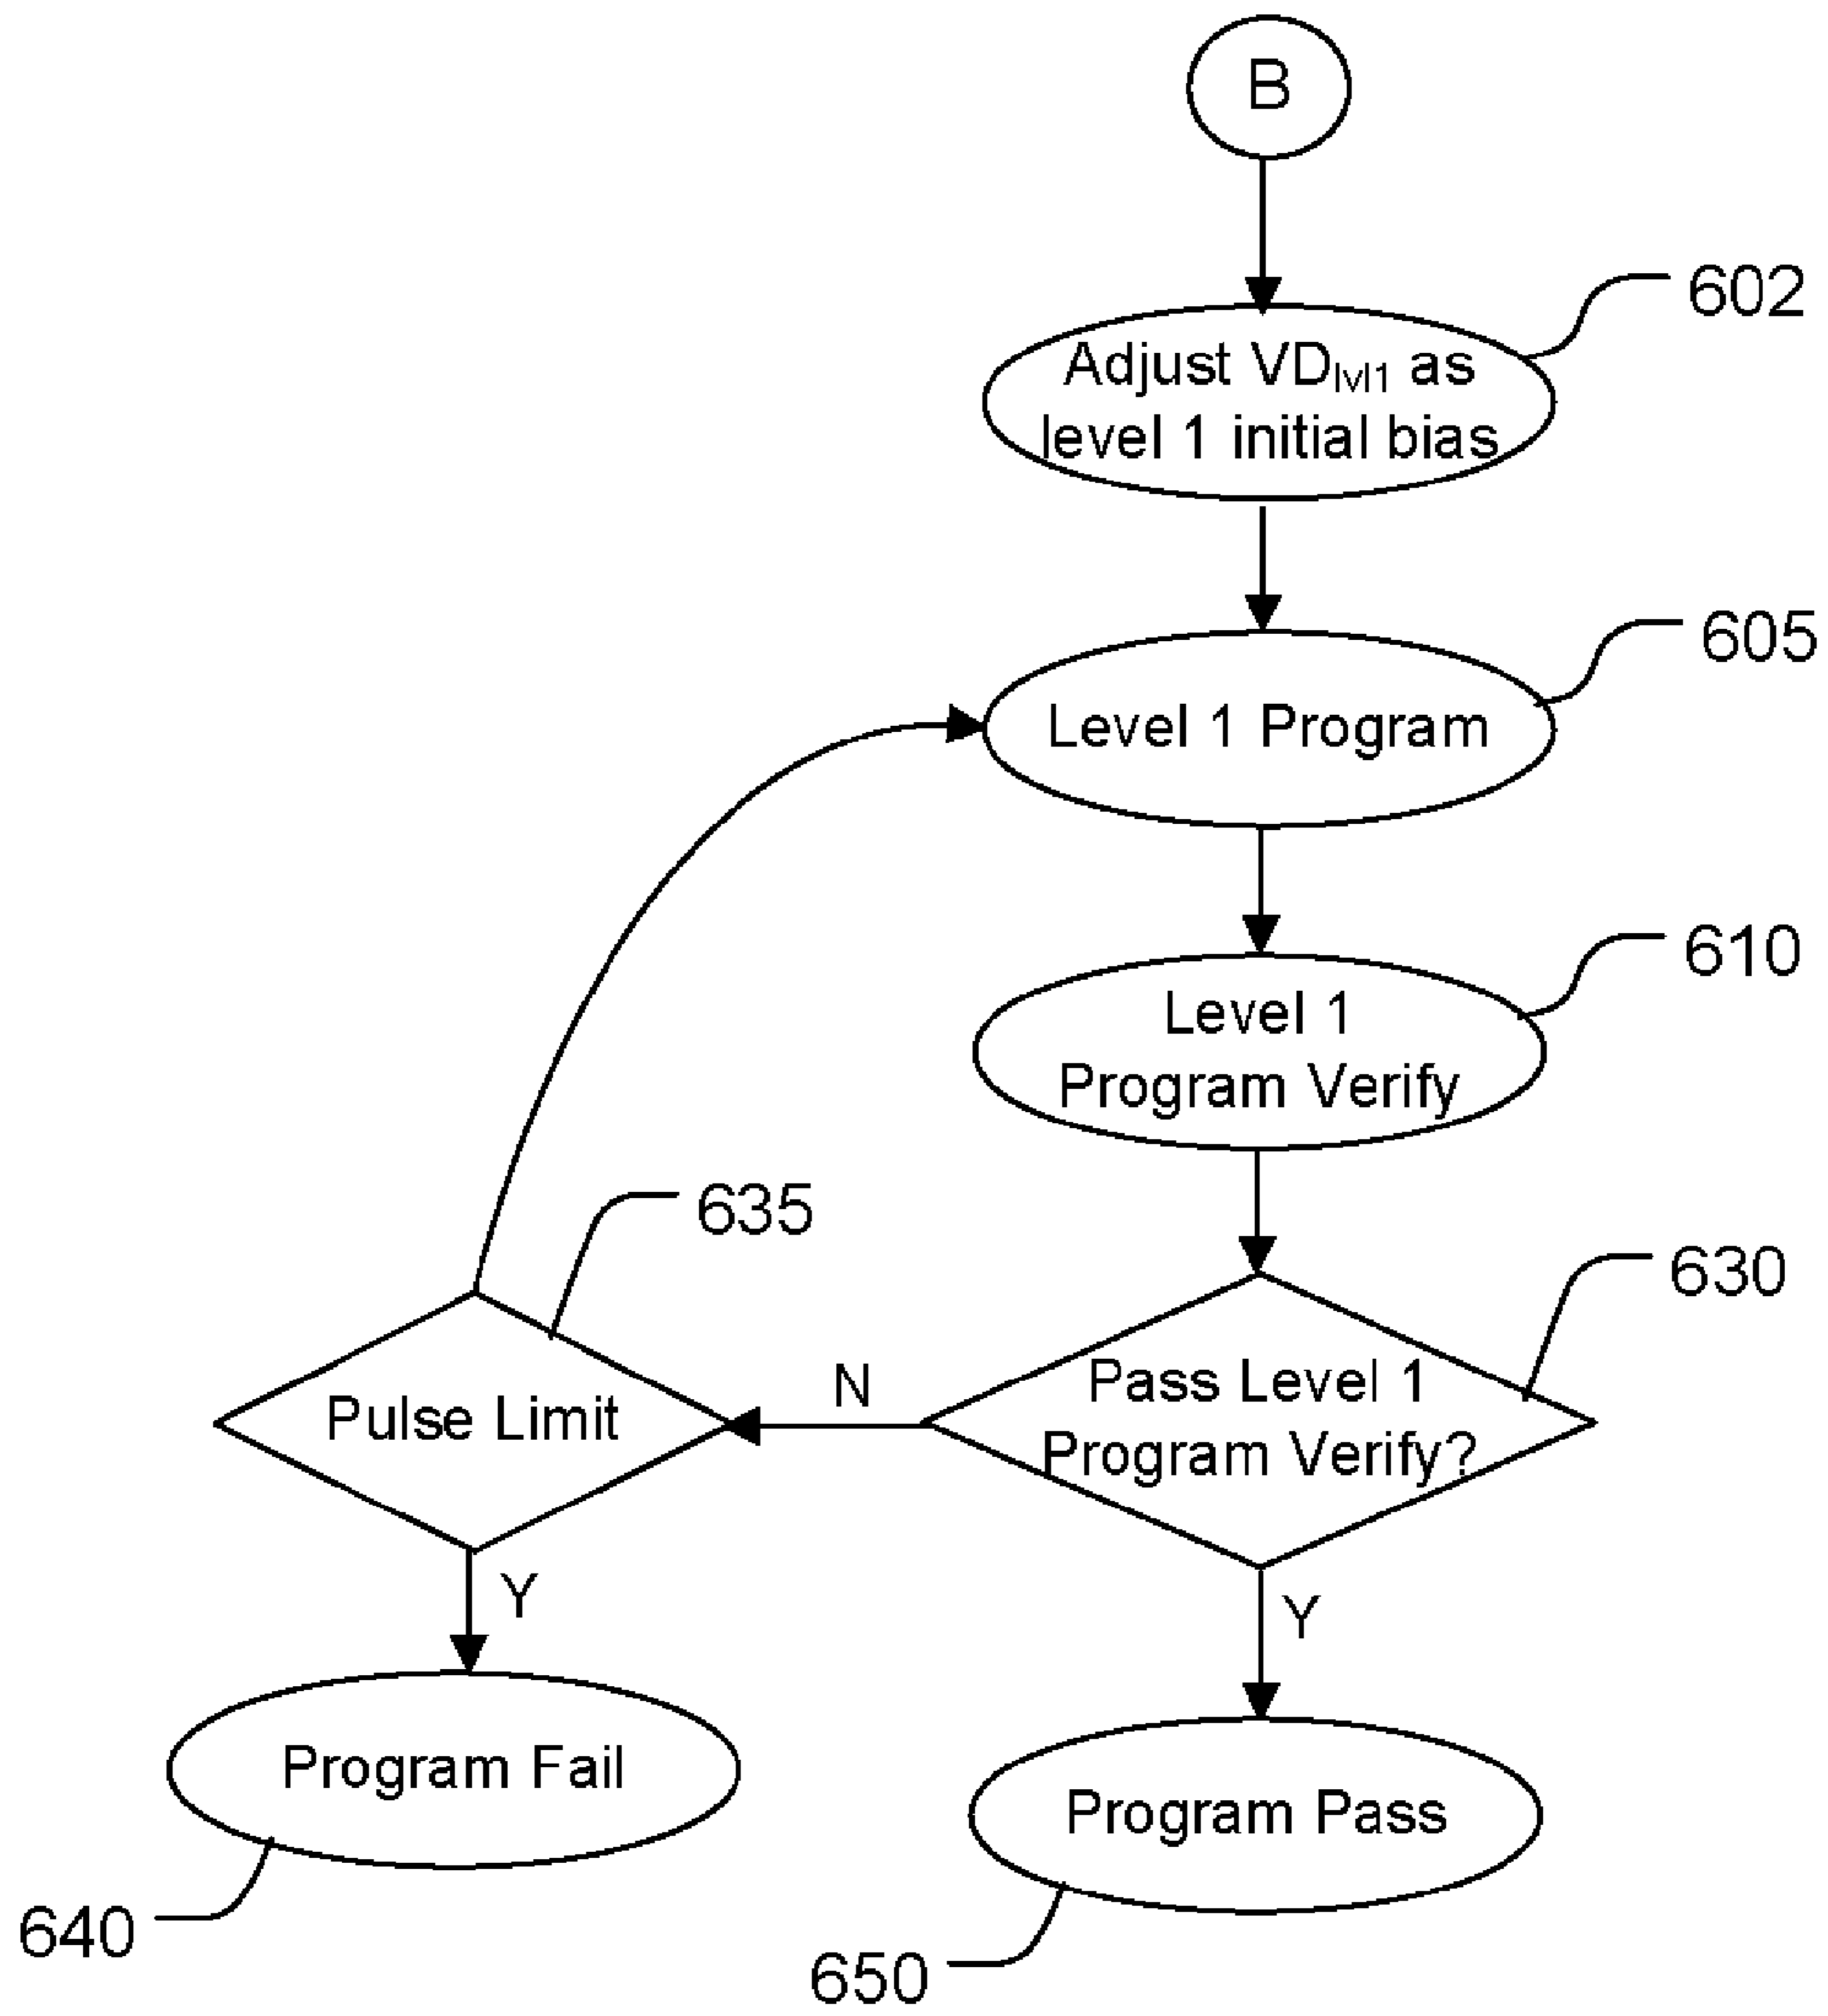 B
602
Adjust VDlvl1 as
level 1 initial bias
605
Level 1 Program
610
Level 1
Program Verify
635
630
Pass Level 1
Program Verify?
N
Pulse Limit
Y
Y
Program Fail
Program Pass
640
650